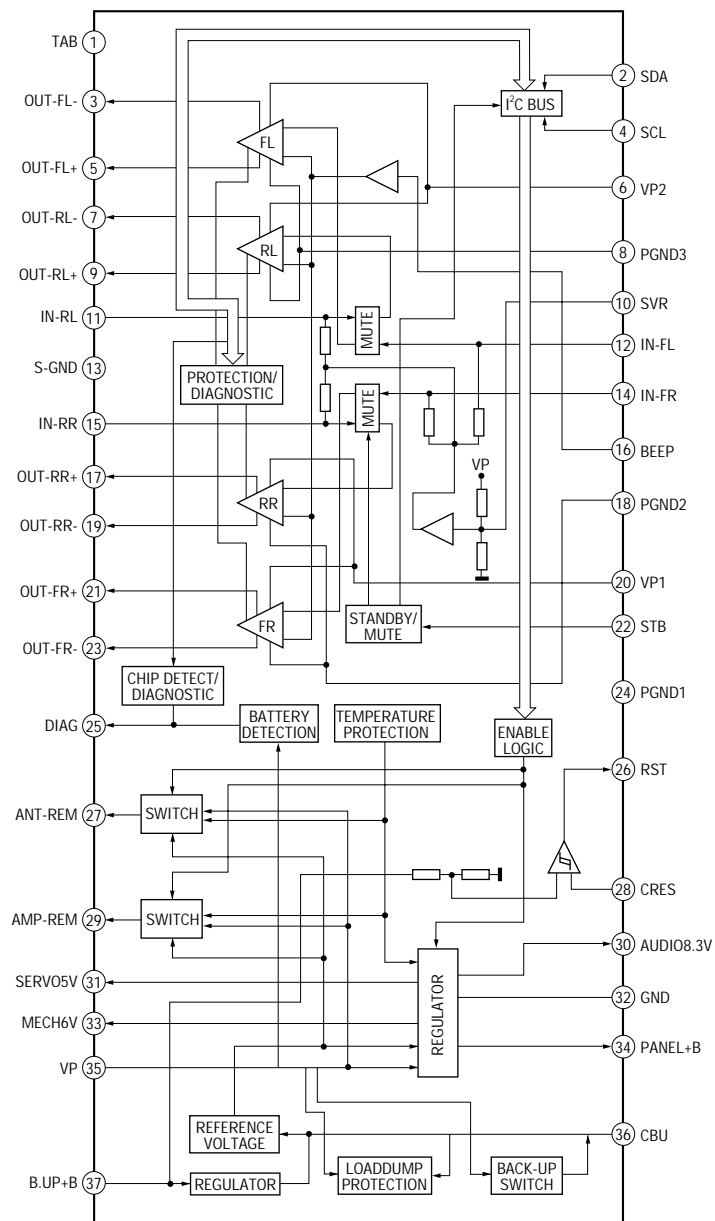 TAB 1
2 SDA
OUT-FL- 3
I²C BUS
FL
4 SCL
OUT-FL+ 5
6 VP2
OUT-RL- 7
RL
8 PGND3
OUT-RL+ 9
10 SVR
IN-RL 11
MUTE
12 IN-FL
S-GND 13
PROTECTION/
DIAGNOSTIC
MUTE
14 IN-FR
IN-RR 15
16 BEEP
VP
OUT-RR+ 17
RR
18 PGND2
OUT-RR- 19
20 VP1
OUT-FR+ 21
FR
STANDBY/
MUTE
22 STB
OUT-FR- 23
CHIP DETECT/
DIAGNOSTIC
24 PGND1
DIAG 25
BATTERY
DETECTION
TEMPERATURE
PROTECTION
ENABLE
LOGIC
26 RST
ANT-REM 27
SWITCH
28 CRES
AMP-REM 29
SWITCH
30 AUDIO8.3V
SERVO5V 31
REGULATOR
32 GND
MECH6V 33
34 PANEL+B
VP 35
REFERENCE
VOLTAGE
36 CBU
B.UP+B 37
REGULATOR
LOADDUMP
PROTECTION
BACK-UP
SWITCH